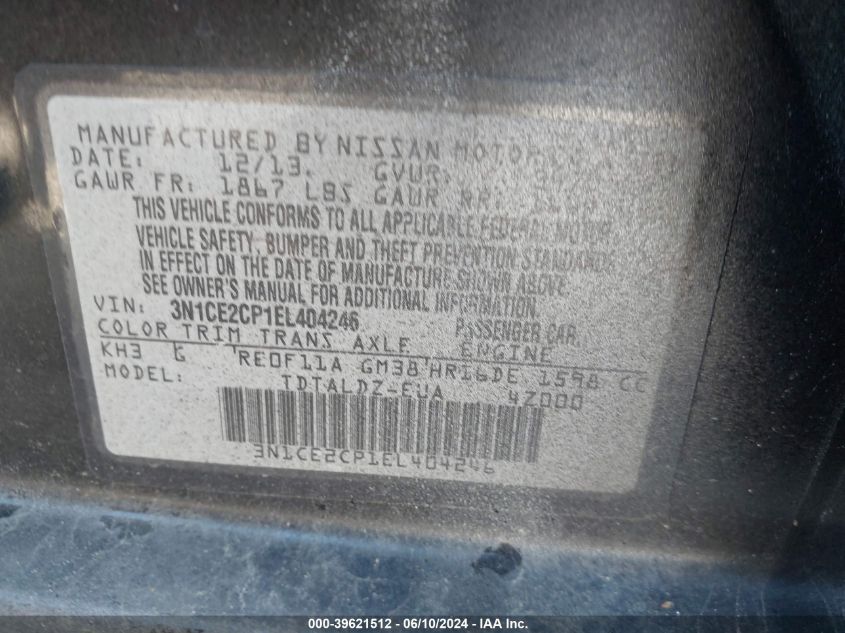 MANUFACTURED BY NISSAN MOTOR
DATE: 12/13. GVWR:
GAWR FR: 1867 LBS GAWR RR:
THIS VEHICLE CONFORMS TO ALL APPLICABLE FEDERAL MOTOR
VEHICLE SAFETY, BUMPER AND THEFT PREVENTION STANDARDS
IN EFFECT ON THE DATE OF MANUFACTURE SHOWN ABOVE
SEE OWNER'S MANUAL FOR ADDITIONAL INFORMATION.
VIN: 3N1CE2CP1EL404246 PASSENGER CAR.
COLOR TRIM TRANS AXLE ENGINE
KH3 G RE0F11A GM38 HR16DE 1598 CC
MODEL: TDTALDZ-EUA 4Z000
3N1CE2CP1EL404246
000-39621512 - 06/10/2024 - IAA Inc.